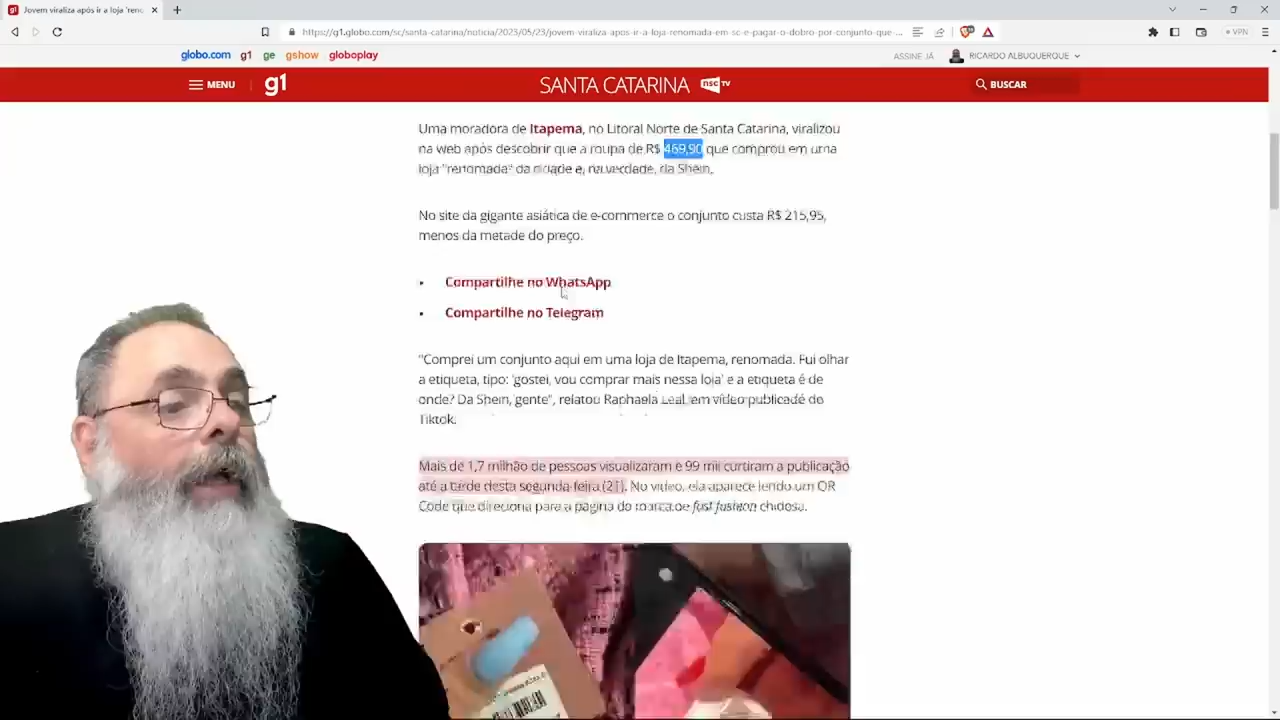 Jovem viraliza após ir a loja 'reno
https://g1.globo.com/sc/santa-catarina/noticia/2023/05/23/jovem-viraliza-apos-ir-a-loja-renomada-em-sc-e-pagar-o-dobro-por-conjunto-que-...
VPN
globo.com g1 ge gshow globoplay
ASSINE JÁ
RICARDO ALBUQUERQUE
MENU
g1
SANTA CATARINA nsc TV
BUSCAR
Uma moradora de Itapema, no Litoral Norte de Santa Catarina, viralizou
na web após descobrir que a roupa de R$ 469,90 que comprou em uma
loja "renomada" da cidade é, na verdade, da Shein.
No site da gigante asiática de e-commerce o conjunto custa R$ 215,95,
menos da metade do preço.
• Compartilhe no WhatsApp
• Compartilhe no Telegram
"Comprei um conjunto aqui em uma loja de Itapema, renomada. Fui olhar
a etiqueta, tipo: 'gostei, vou comprar mais nessa loja' e a etiqueta é de
onde? Da Shein, gente", relatou Raphaela Leal em vídeo publicado do
Tiktok.
Mais de 1,7 milhão de pessoas visualizaram e 99 mil curtiram a publicação
até a tarde desta segunda-feira
No vídeo, ela aparece lendo um QR
Code que direciona para a página do marca de fast fashion chinesa.